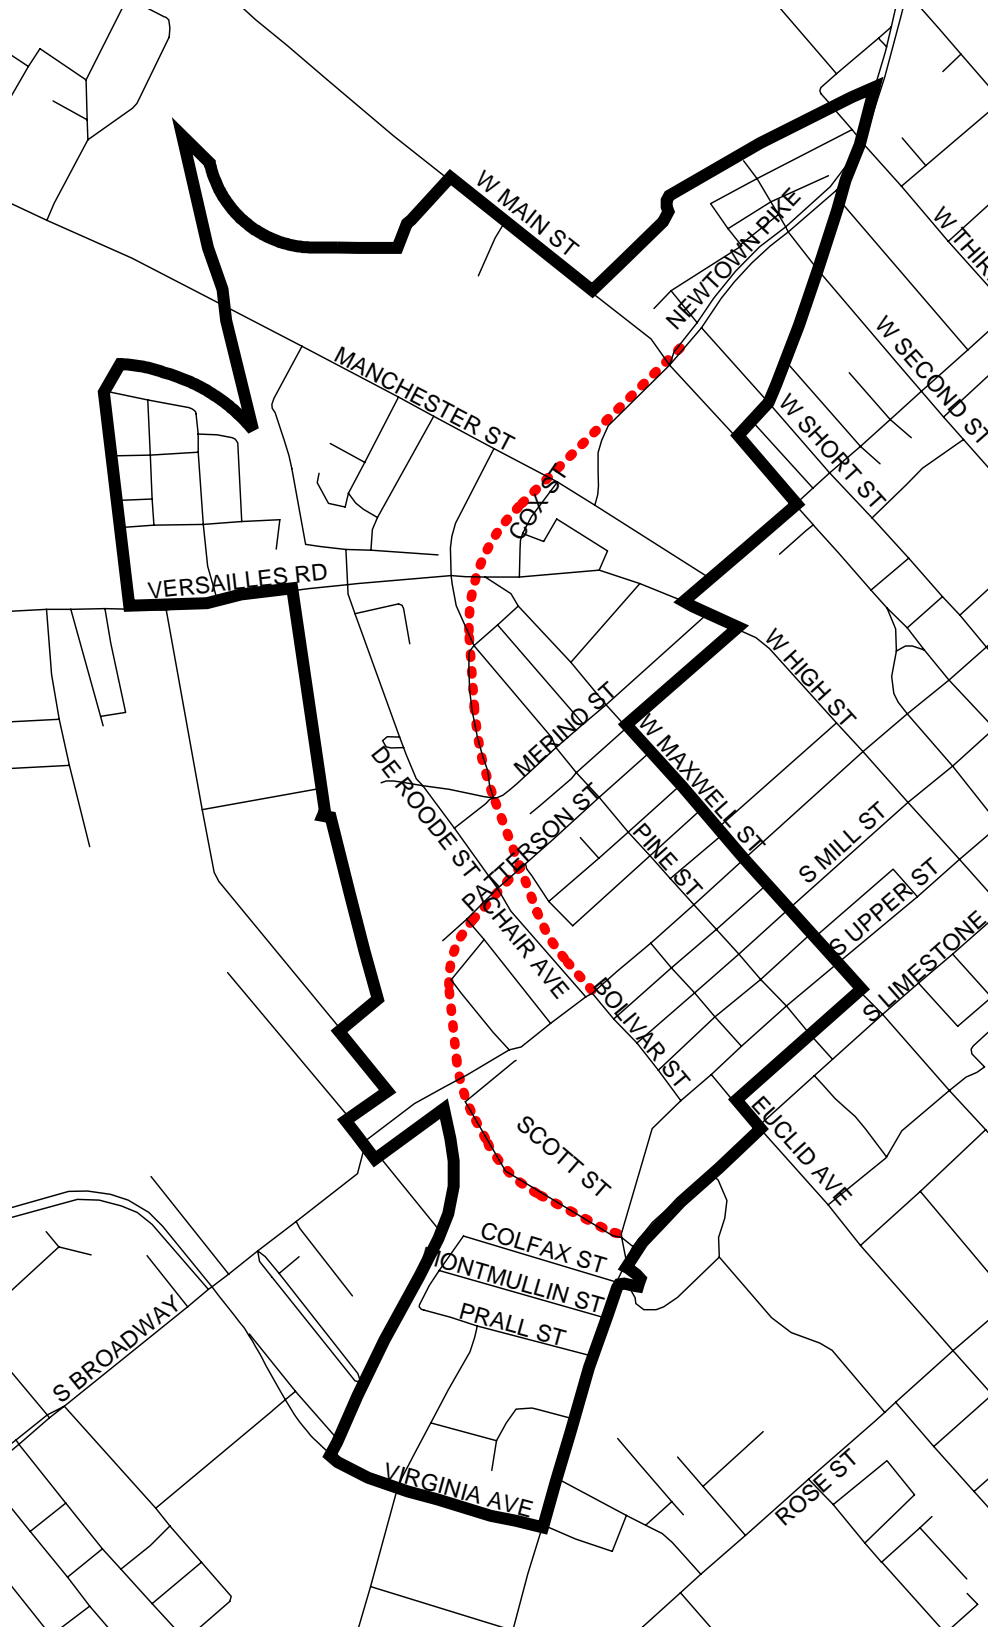 W MAIN ST
NEWTOWN PIKE
W THIR
W SECOND ST
MANCHESTER ST
W SHORT ST
COX ST
VERSAILLES RD
W HIGH ST
MERINO ST
W MAXWELL ST
DE ROODE ST
PATTERSON ST
PINE ST
S MILL ST
S UPPER ST
S LIMESTONE
PACHAIR AVE
BOLIVAR ST
EUCLID AVE
SCOTT ST
COLFAX ST
MONTMULLIN ST
PRALL ST
S BROADWAY
VIRGINIA AVE
ROSE ST